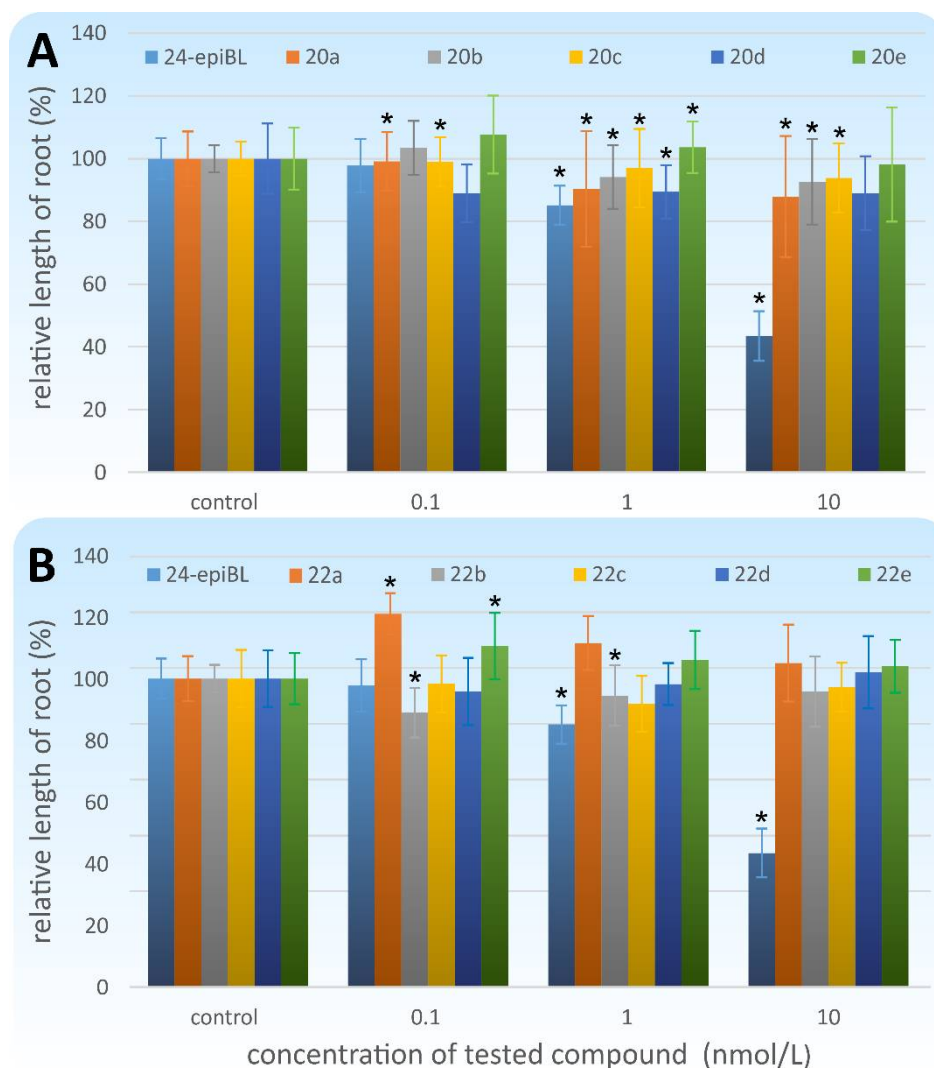 A
140
24-epiBL 20a 20b 20c 20d 20e
120
100
80
60
40
20
0
relative length of root (%)
* * * * * * * * * * * *
control 0.1 1 10
B
140
24-epiBL 22a 22b 22c 22d 22e
120
100
80
60
40
20
0
relative length of root (%)
* * * * * *
control 0.1 1 10
concentration of tested compound (nmol/L)